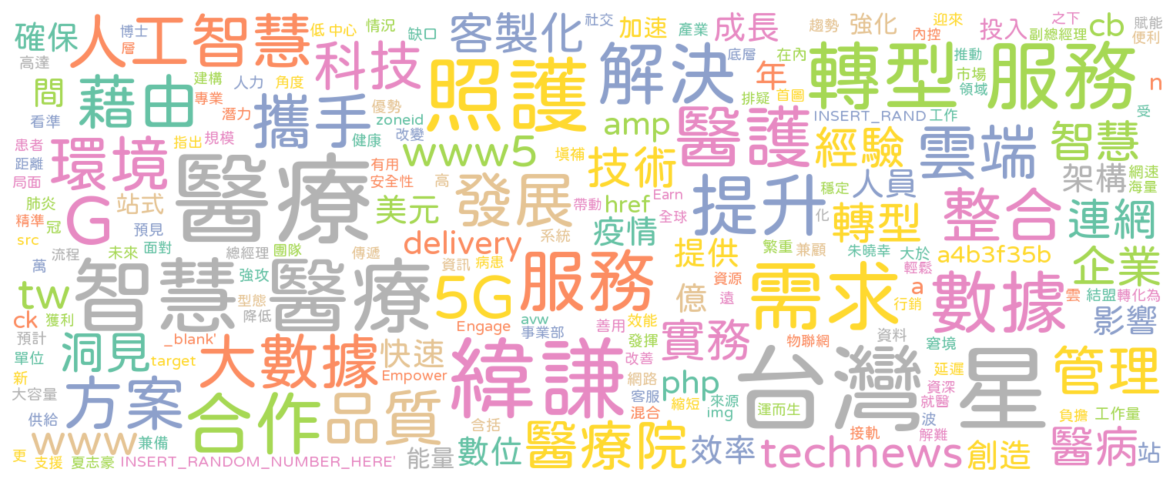 確保
高達
人工智慧
層
博士
低
中心
情況
缺口
客製化
社交
加速
產業
成長
趨勢
強化
內控
迎來
投入
之下
副總經理
cb
賦能
便利
間
看準
藉由
建構
專業
潛力
人力
角度
科技
優勢
zoneid
改變
健康
照護
解決
底層
排疑
年
首團
在內
轉型
服務
推動
市場
領域
n
受
攜手
amp
INSERT_RAND
工作
患者
距離
局面
環境
指出
規模
醫療
有用
安全性
www5
高
填補
技術
醫護
經驗
雲端
智慧
架構
網速
海量
肺炎
精準
冠
src
G
站式
預見
美元
發展
帶動
href
Earn
全球
提升
穩定
化
人員
轉型
整合
連網
萬
流程
未來
面對
總經理
團隊
傳遞
delivery
系統
疫情
提供
繁重
兼顧
朱曉幸
大於
輕鬆
a4b3f35b
企業
tw
ck
獲利
強攻
型態
降低
智慧醫療
資訊
病患
5G
服務
億
資源
遠
需求
a
行銷
數據
雲
結盟
轉化為
影響
預計
單位
_blank'
Engage
avw
事業部
善用
效能
發揮
改善
實務
物聯網
資料
窘境
新
洞見
target
大數據
快速
Empower
緯謙
網路
客服
混合
php
縮短
來源
img
台灣星
運而生
延遲
資深
就醫
管理
大容量
供給
方案
合作
品質
含括
波
解難
接軌
負擔
工作量
www
兼備
更
支援
夏志豪
INSERT_RANDOM_NUMBER_HERE'
能量
數位
醫療院
效率
technews
創造
醫病
站